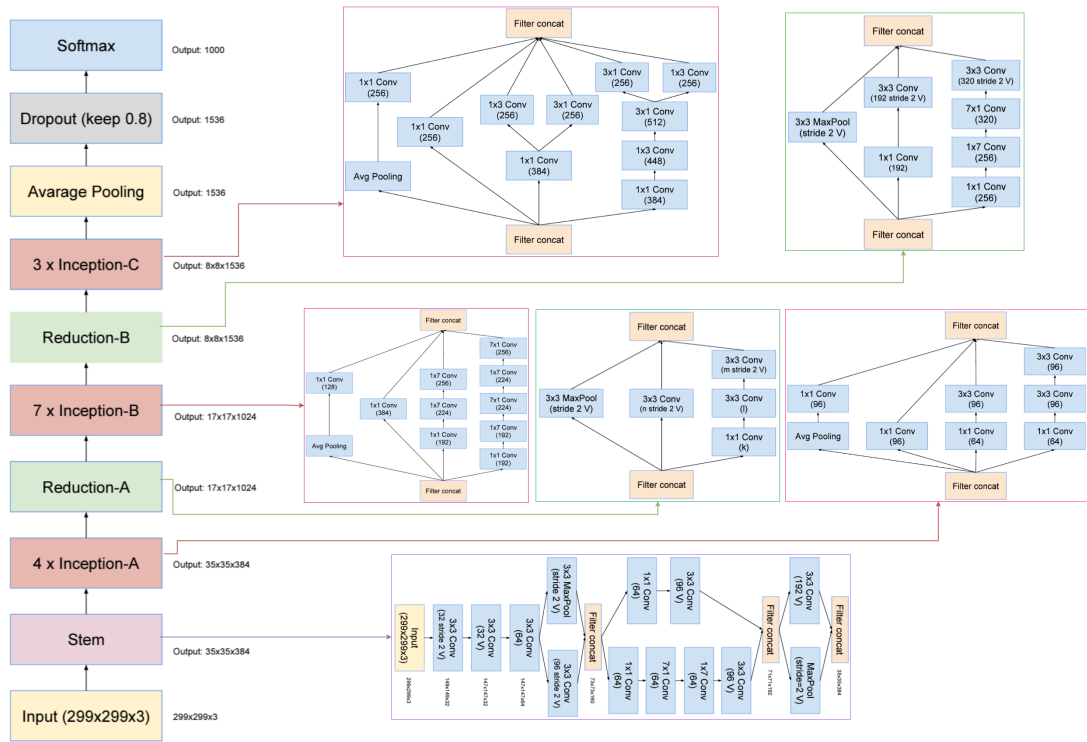 Softmax
Output: 1000
Dropout (keep 0.8)
Output: 1536
Avarage Pooling
Output: 1536
3 x Inception-C
Output: 8x8x1536
Reduction-B
Output: 8x8x1536
7 x Inception-B
Output: 17x17x1024
Reduction-A
Output: 17x17x1024
4 x Inception-A
Output: 35x35x384
Stem
Output: 35x35x384
Input (299x299x3)
299x299x3
Filter concat
1x1 Conv
(256)
3x1 Conv
(256)
1x3 Conv
(256)
1x3 Conv
(256)
3x1 Conv
(256)
3x1 Conv
(512)
1x1 Conv
(256)
1x3 Conv
(448)
1x1 Conv
(384)
Avg Pooling
1x1 Conv
(384)
Filter concat
Filter concat
3x3 Conv
(320 stride 2 V)
3x3 Conv
(192 stride 2 V)
7x1 Conv
(320)
3x3 MaxPool
(stride 2 V)
1x7 Conv
(256)
1x1 Conv
(192)
1x1 Conv
(256)
Filter concat
Filter concat
7x1 Conv
(256)
1x1 Conv
(128)
1x7 Conv
(256)
1x7 Conv
(224)
1x1 Conv
(384)
1x7 Conv
(224)
7x1 Conv
(224)
Avg Pooling
1x1 Conv
(192)
1x7 Conv
(192)
1x1 Conv
(192)
Filter concat
Filter concat
3x3 Conv
(m stride 2 V)
3x3 MaxPool
(stride 2 V)
3x3 Conv
(n stride 2 V)
3x3 Conv
(l)
1x1 Conv
(k)
Filter concat
Filter concat
3x3 Conv
(96)
1x1 Conv
(96)
3x3 Conv
(96)
3x3 Conv
(96)
Avg Pooling
1x1 Conv
(96)
1x1 Conv
(64)
1x1 Conv
(64)
Filter concat
Input
(299x299x3)
299x299x3
3x3 Conv
(32 stride 2 V)
149x149x32
3x3 Conv
(32 V)
147x147x32
3x3 Conv
(64)
147x147x64
3x3 MaxPool
(stride 2 V)
3x3 Conv
(96 stride 2 V)
Filter concat
73x73x160
1x1 Conv
(64)
3x3 Conv
(96 V)
1x1 Conv
(64)
7x1 Conv
(64)
1x7 Conv
(64)
3x3 Conv
(96 V)
Filter concat
71x71x192
3x3 Conv
(192 V)
MaxPool
(stride=2 V)
Filter concat
35x35x384